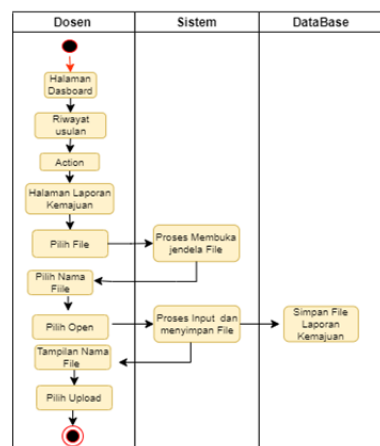 Dosen
Sistem
DataBase
Halaman
Dasboard
Riwayat
usulan
Action
Halaman Laporan
Kemajuan
Pilih File
Proses Membuka
jendela File
Pilih Nama
Fiile
Pilih Open
Proses Input dan
menyimpan File
Simpan File
Laporan
Kemajuan
Tampilan Nama
File
Pilih Upload